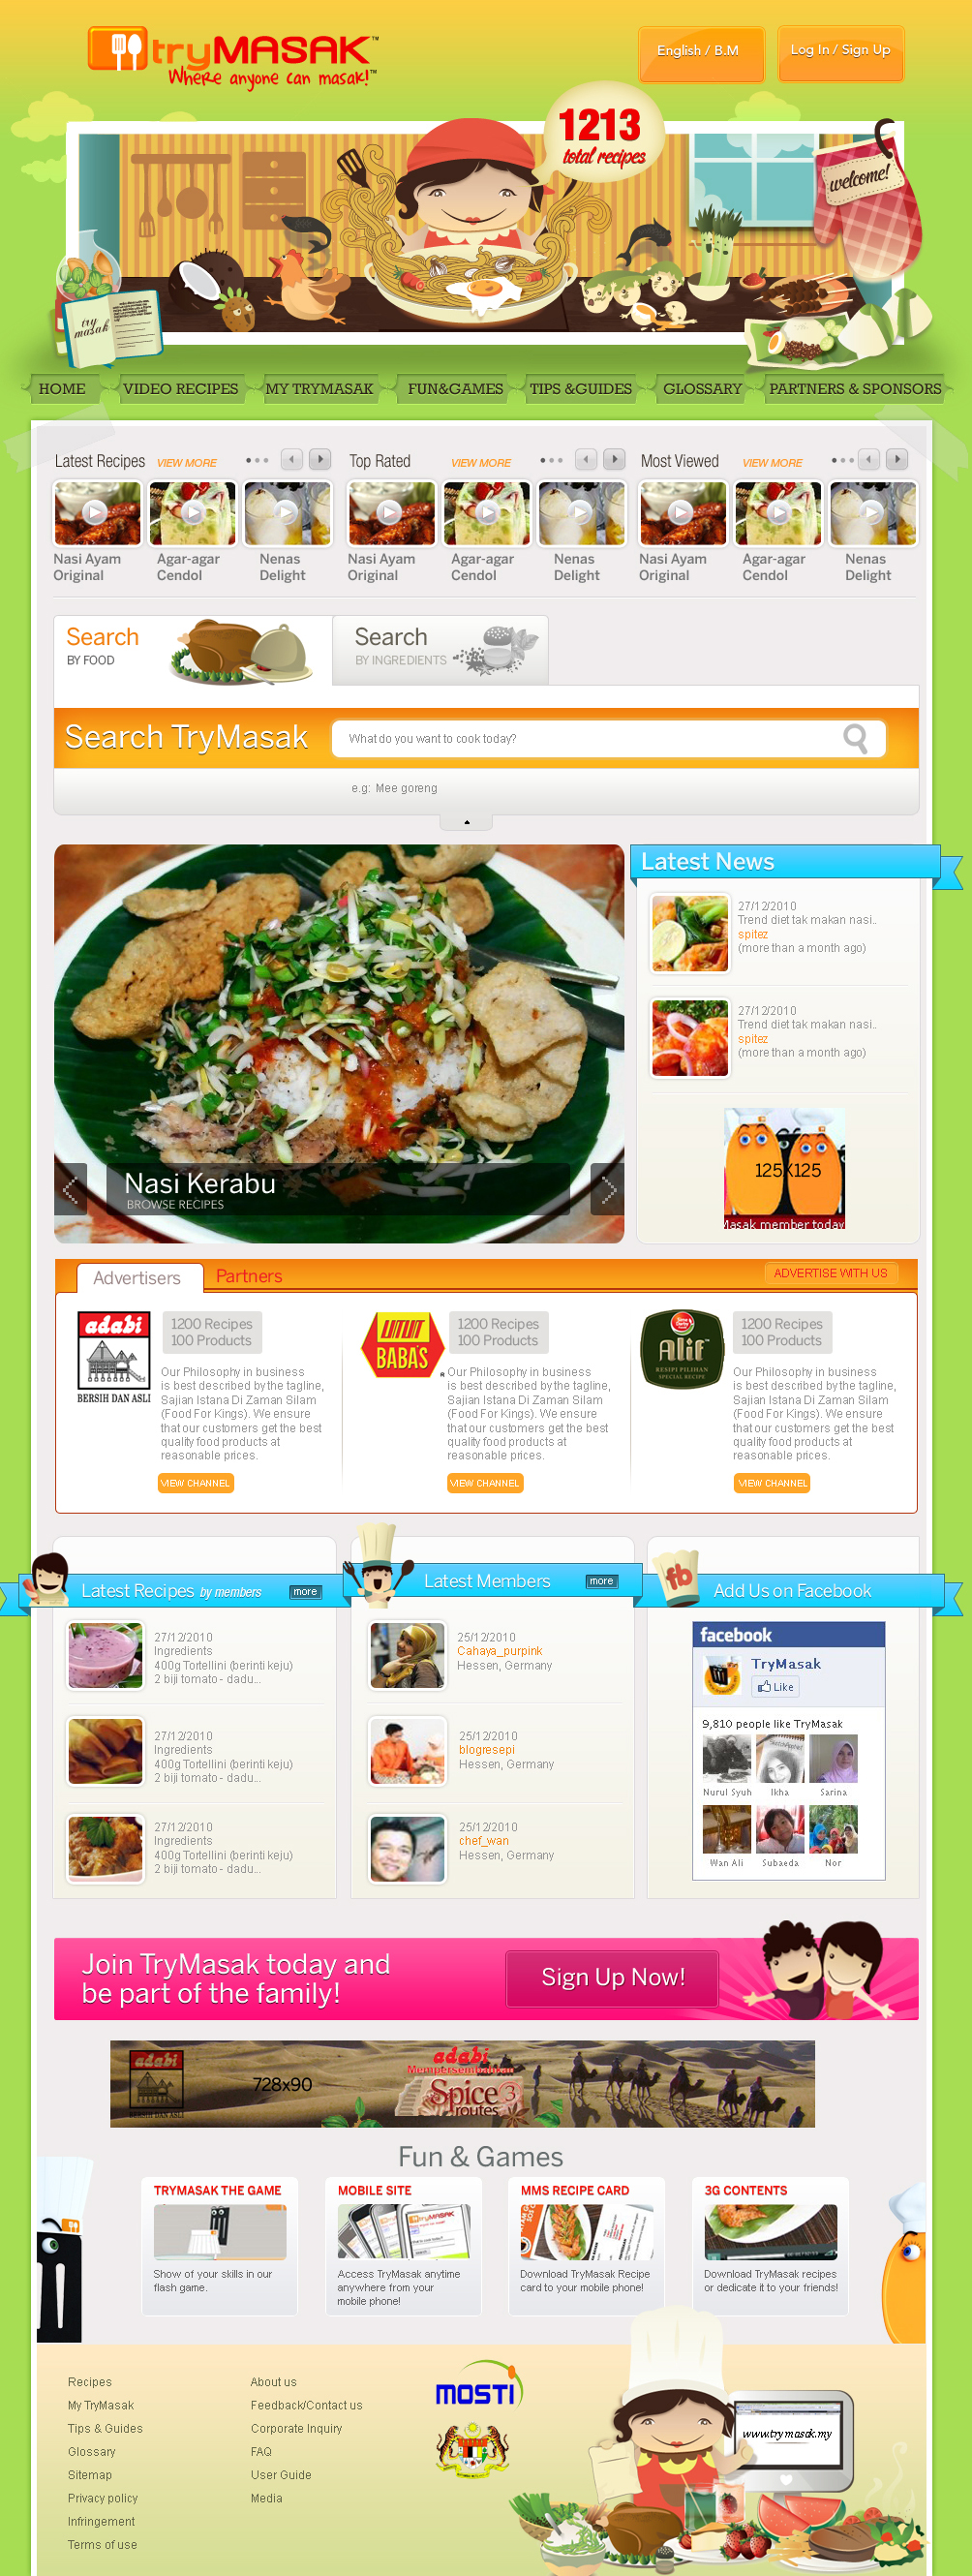 tryMASAK™
Where anyone can masak!™
English / B.M
Log In / Sign Up
1213
total recipes
welcome!
try
masak
HOME
VIDEO RECIPES
MY TRYMASAK
FUN&GAMES
TIPS &GUIDES
GLOSSARY
PARTNERS & SPONSORS
Latest Recipes
VIEW MORE
Top Rated
VIEW MORE
Most Viewed
VIEW MORE
Nasi Ayam
Original
Agar-agar
Cendol
Nenas
Delight
Nasi Ayam
Original
Agar-agar
Cendol
Nenas
Delight
Nasi Ayam
Original
Agar-agar
Cendol
Nenas
Delight
Search
BY FOOD
Search
BY INGREDIENTS
Search TryMasak
What do you want to cook today?
e.g: Mee goreng
Nasi Kerabu
BROWSE RECIPES
Latest News
27/12/2010
Trend diet tak makan nasi..
spitez
(more than a month ago)
27/12/2010
Trend diet tak makan nasi..
spitez
(more than a month ago)
125X125
Masak member today
Advertisers
Partners
ADVERTISE WITH US
adabi
BERSIH DAN ASLI
1200 Recipes
100 Products
Our Philosophy in business
is best described by the tagline,
Sajian Istana Di Zaman Silam
(Food For Kings). We ensure
that our customers get the best
quality food products at
reasonable prices.
VIEW CHANNEL
BABA'S
1200 Recipes
100 Products
Our Philosophy in business
is best described by the tagline,
Sajian Istana Di Zaman Silam
(Food For Kings). We ensure
that our customers get the best
quality food products at
reasonable prices.
VIEW CHANNEL
Alif™
RESIPI PILIHAN
SPECIAL RECIPE
1200 Recipes
100 Products
Our Philosophy in business
is best described by the tagline,
Sajian Istana Di Zaman Silam
(Food For Kings). We ensure
that our customers get the best
quality food products at
reasonable prices.
VIEW CHANNEL
Latest Recipes by members
more
27/12/2010
Ingredients
400g Tortellini (berinti keju)
2 biji tomato - dadu...
27/12/2010
Ingredients
400g Tortellini (berinti keju)
2 biji tomato - dadu...
27/12/2010
Ingredients
400g Tortellini (berinti keju)
2 biji tomato - dadu...
Latest Members
more
25/12/2010
Cahaya_purpink
Hessen, Germany
25/12/2010
blogresepi
Hessen, Germany
25/12/2010
chef_wan
Hessen, Germany
fb
Add Us on Facebook
facebook
TryMasak
Like
9,810 people like TryMasak
Nurul Syuh
Ikha
Sarina
Wan Ali
Subaeda
Nor
Join TryMasak today and
be part of the family!
Sign Up Now!
adabi
BERSIH DAN ASLI
728x90
adabi
Mempersembahkan
Spice 3
routes
Fun & Games
TRYMASAK THE GAME
Show of your skills in our
flash game.
MOBILE SITE
tryMASAK
Access TryMasak anytime
anywhere from your
mobile phone!
MMS RECIPE CARD
Download TryMasak Recipe
card to your mobile phone!
3G CONTENTS
Download TryMasak recipes
or dedicate it to your friends!
Recipes
My TryMasak
Tips & Guides
Glossary
Sitemap
Privacy policy
Infringement
Terms of use
About us
Feedback/Contact us
Corporate Inquiry
FAQ
User Guide
Media
MOSTI
www.trymasak.my